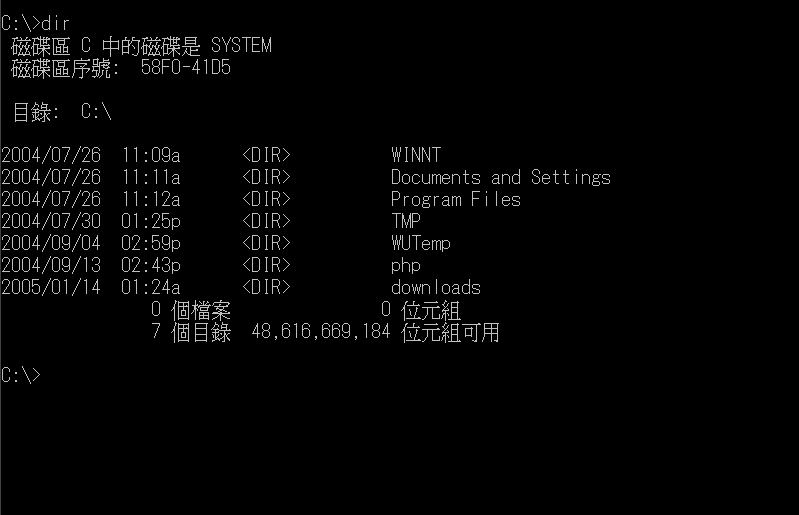 C:\>dir
磁碟區 C 中的磁碟是 SYSTEM
磁碟區序號:  58F0-41D5
目錄:  C:\
2004/07/26  11:09a      <DIR>          WINNT
2004/07/26  11:11a      <DIR>          Documents and Settings
2004/07/26  11:12a      <DIR>          Program Files
2004/07/30  01:25p      <DIR>          TMP
2004/09/04  02:59p      <DIR>          WUTemp
2004/09/13  02:43p      <DIR>          php
2005/01/14  01:24a      <DIR>          downloads
0 個檔案               0 位元組
7 個目錄  48,616,669,184 位元組可用
C:\>